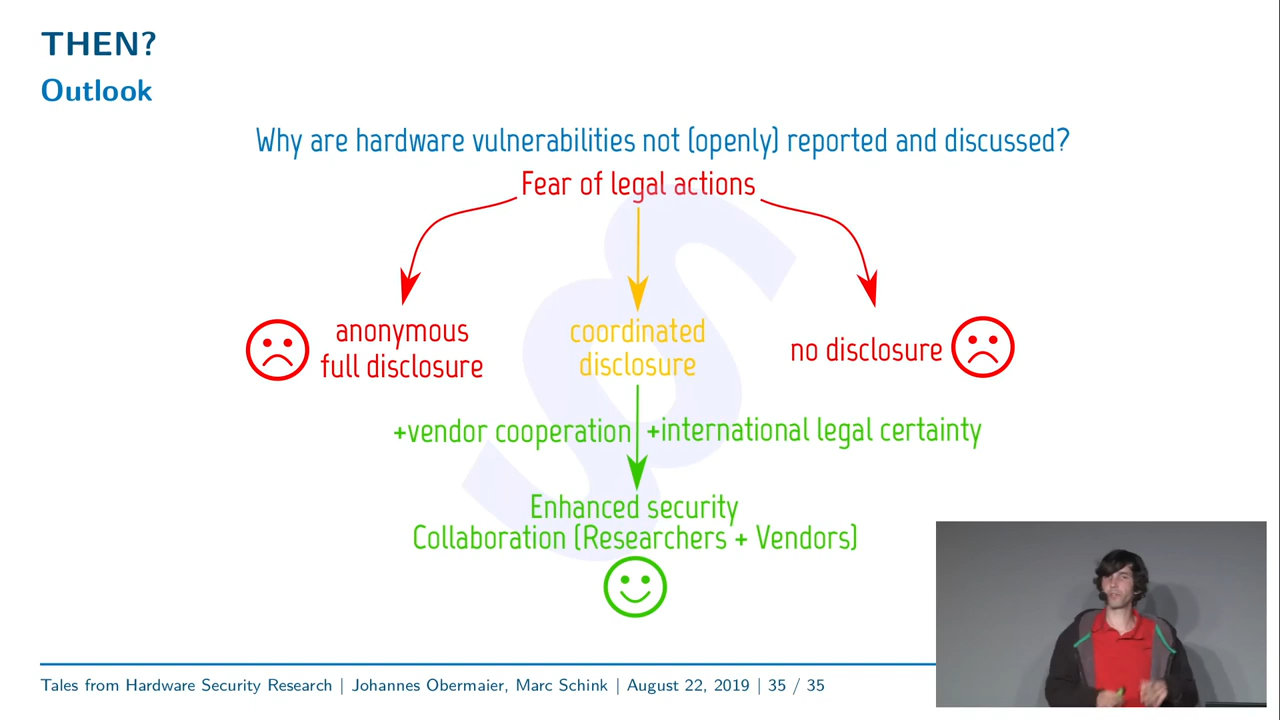 THEN?
Outlook
Why are hardware vulnerabilities not (openly) reported and discussed?
Fear of legal actions
§
anonymous
full disclosure
coordinated
disclosure
no disclosure
+vendor cooperation
+international legal certainty
Enhanced security
Collaboration (Researchers + Vendors)
Tales from Hardware Security Research | Johannes Obermaier, Marc Schink | August 22, 2019 | 35 / 35